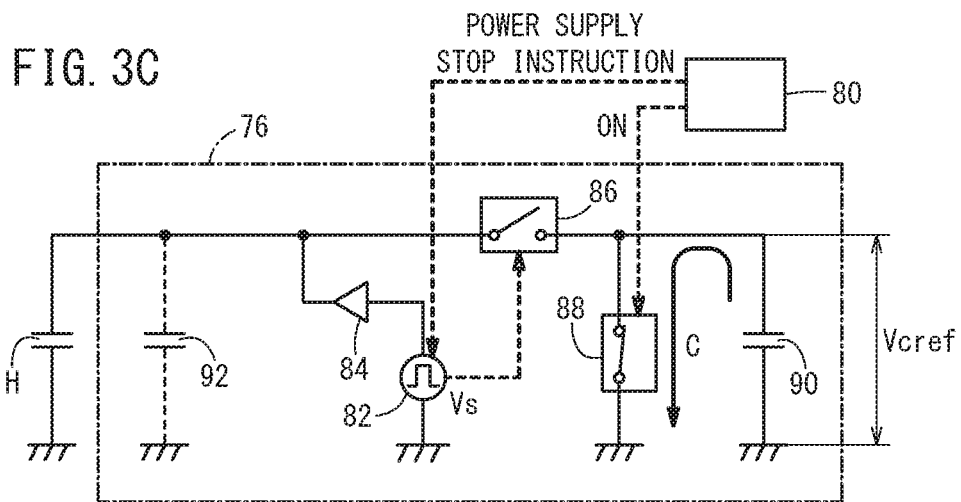 FIG. 3C
POWER SUPPLY
STOP INSTRUCTION
80
ON
76
86
H
92
84
82
Vs
88
C
90
Vcref